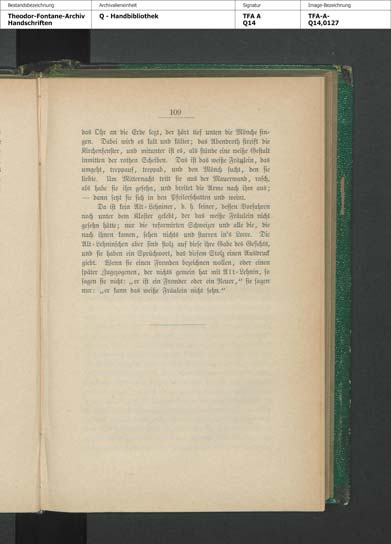 Bestandsbezeichnung
Archivalieneinheit
Signatur
Image-Bezeichnung
Theodor-Fontane-Archiv
Handschriften
Q - Handbibliothek
TFA A
Q14
TFA-A-
Q14,0127
109
das Ohr an die Erde legt, der hört tief unten die Mönche sin-
gen. Dabei wird es kalt und kälter; das Abendroth streift die
Kirchenfenster, und mitunter ist es, als stünde eine weiße Gestalt
inmitten der rothen Scheiben. Das ist das weiße Fräulein, das
umgeht, treppauf, treppab, und den Mönch sucht, den sie
liebte. Um Mitternacht tritt sie aus der Mauerwand, rasch,
als habe sie ihn gesehn, und breitet die Arme nach ihm aus;
— dann setzt sie sich in den Pfeilerschatten und weint.
Da ist kein Alt-Lehniner, d. h. keiner, dessen Vorfahren
noch unter dem Kloster gelebt, der das weiße Fräulein nicht
gesehn hätte; nur die reformirten Schweizer und alle die, die
nach ihnen kamen, sehen nichts und starren in's Leere. Die
Alt-Lehninschen aber sind stolz auf diese ihre Gabe des Gesichts,
und sie haben ein Sprüchwort, das diesem Stolz einen Ausdruck
giebt. Wenn sie einen Fremden bezeichnen wollen, oder einen
später Zugezogenen, der nichts gemein hat mit Alt-Lehnin, so
sagen sie nicht: „er ist ein Fremder oder ein Neuer,“ sie sagen
nur: „er kann das weiße Fräulein nicht sehn.“